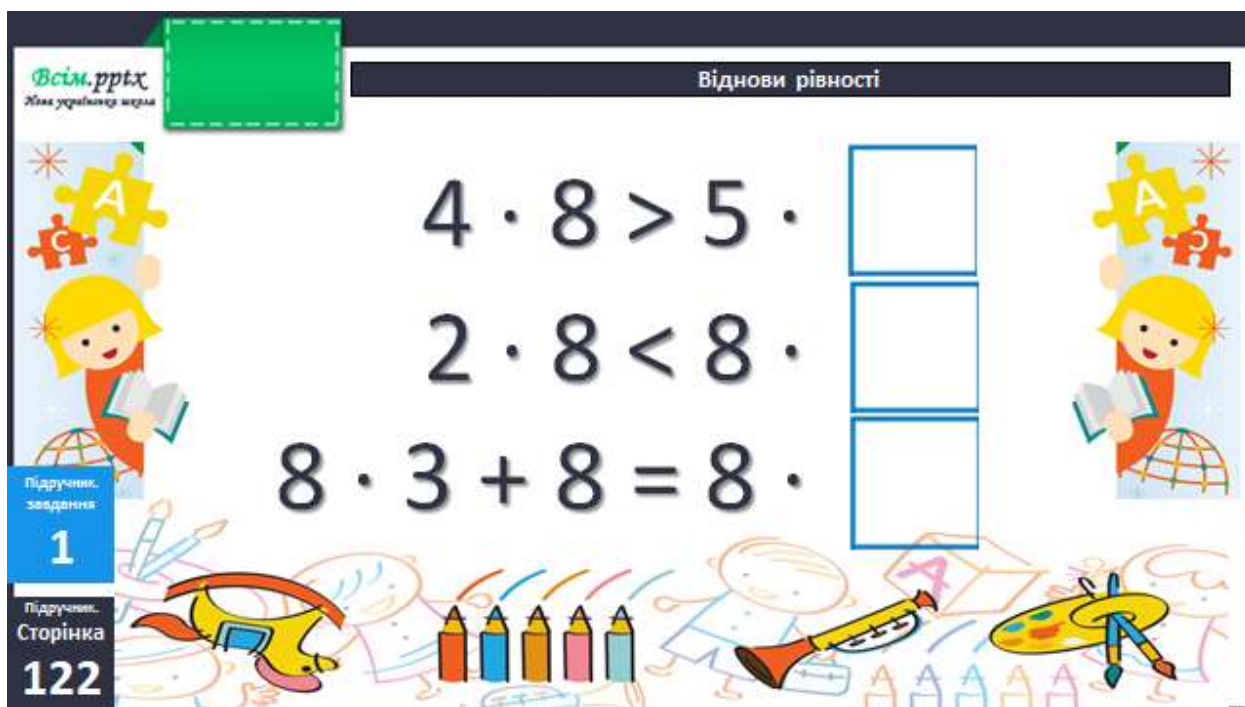 Всім.pptx
Нова українська школа
Віднови рівності
4 · 8 > 5 ·
2 · 8 < 8 ·
8 · 3 + 8 = 8 ·
Підручник.
завдання
1
Підручник.
Сторінка
122
А
С
А
С
А